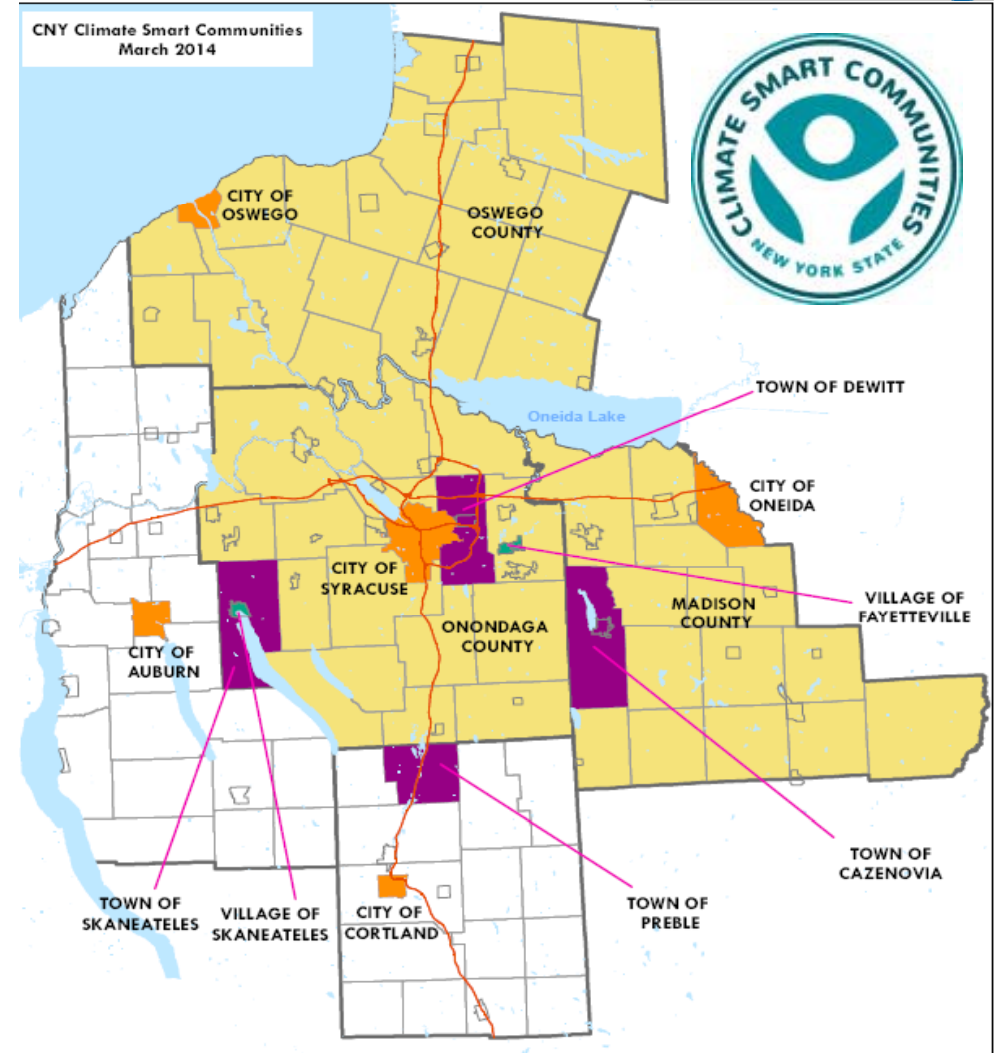 CNY Climate Smart Communities
March 2014
CLIMATE SMART COMMUNITIES
NEW YORK STATE
CITY OF
OSWEGO
OSWEGO
COUNTY
TOWN OF DEWITT
Oneida Lake
CITY OF
ONEIDA
CITY OF
SYRACUSE
VILLAGE OF
FAYETTEVILLE
MADISON
COUNTY
ONONDAGA
COUNTY
CITY OF
AUBURN
TOWN OF
CAZENOVIA
TOWN OF
SKANEATELES
VILLAGE OF
SKANEATELES
CITY OF
CORTLAND
TOWN OF
PREBLE